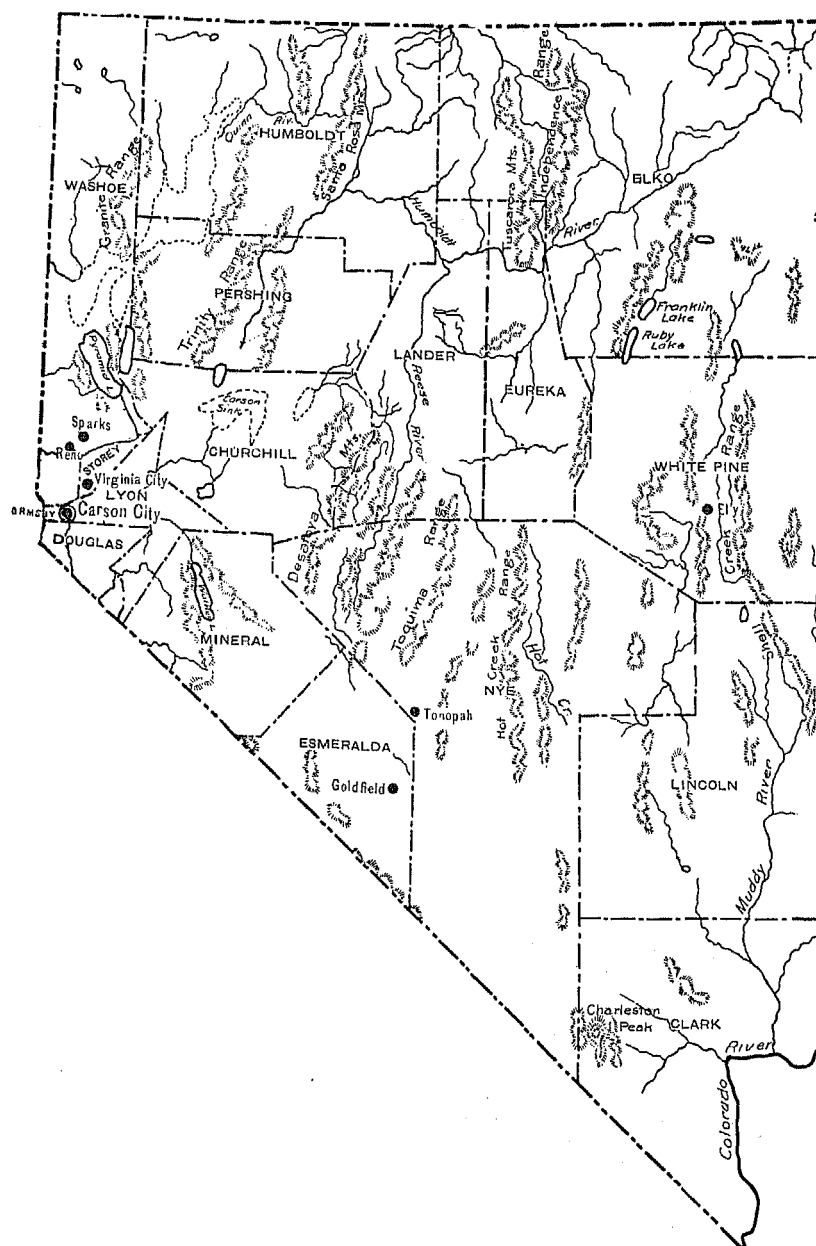 Quinn Riv.
HUMBOLDT
Santa Rosa Mts.
Range
Independence
Tuscarora Mts.
ELKO
WASHOE
Granite Range
Humboldt
River
Trinity Range
PERSHING
Franklin
Lake
Ruby
Lake
Pyramid
LANDER
Reese River
EUREKA
Carson
Sink
Sparks
Reno
STOREY
CHURCHILL
Virginia City
LYON
ORMSBY
Carson City
DOUGLAS
Desatoya Mts.
WHITE PINE
Ely
Shell Creek Range
Toquima Range
MINERAL
Hot Creek Range
NYE
Hot Cr.
Tonopah
ESMERALDA
Goldfield
LINCOLN
Muddy River
Charleston
Peak
CLARK
Colorado River